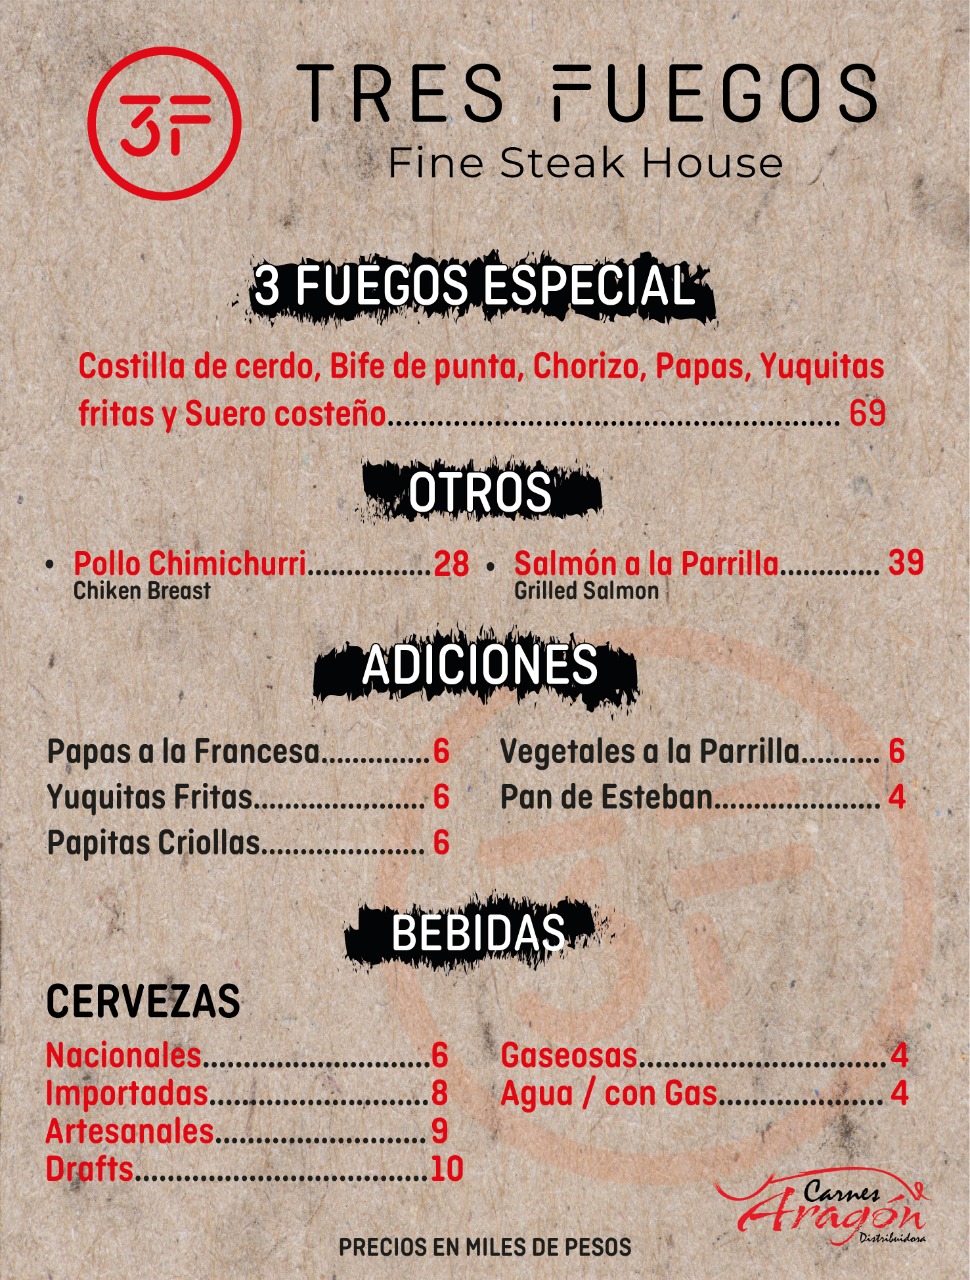 3F
TRES FUEGOS
Fine Steak House
3 FUEGOS ESPECIAL
Costilla de cerdo, Bife de punta, Chorizo, Papas, Yuquitas
fritas y Suero costeño.......................................................... 69
OTROS
• Pollo Chimichurri................28
Chiken Breast
• Salmón a la Parrilla............. 39
Grilled Salmon
ADICIONES
Papas a la Francesa..............6
Yuquitas Fritas...................... 6
Papitas Criollas..................... 6
Vegetales a la Parrilla.......... 6
Pan de Esteban..................... 4
BEBIDAS
CERVEZAS
Nacionales.............................6
Importadas............................8
Artesanales...........................9
Drafts.....................................10
Gaseosas...............................4
Agua / con Gas..................... 4
3F
Carnes
Aragón
Distribuidora
PRECIOS EN MILES DE PESOS